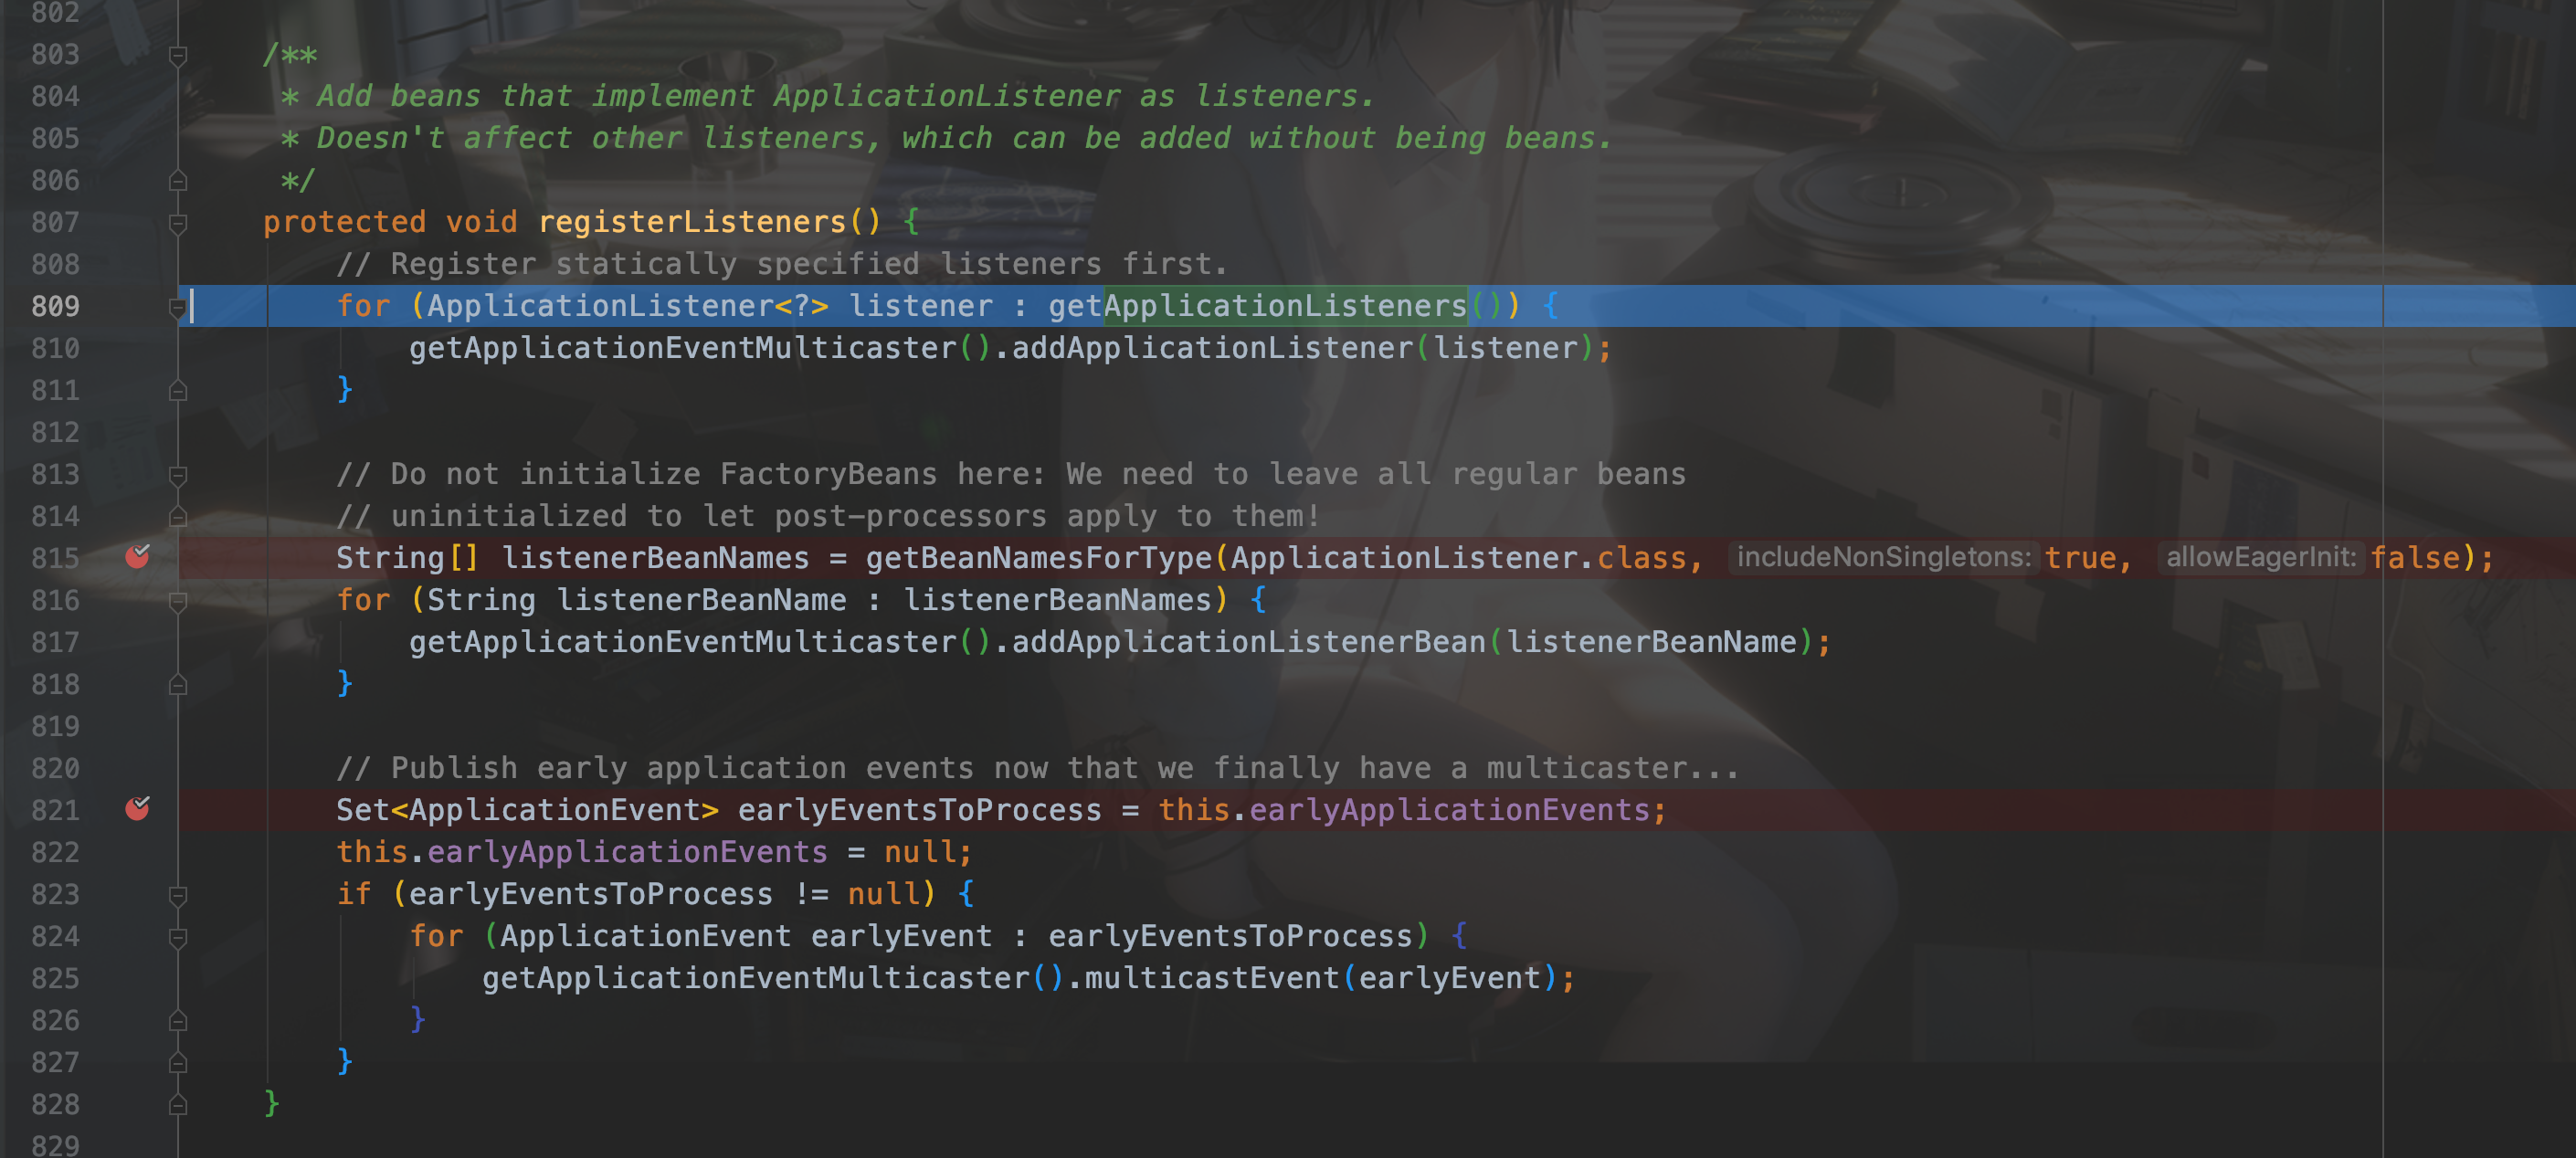 802
803 /**
804 * Add beans that implement ApplicationListener as listeners.
805 * Doesn't affect other listeners, which can be added without being beans.
806 */
807 protected void registerListeners() {
808 // Register statically specified listeners first.
809 for (ApplicationListener<?> listener : getApplicationListeners()) {
810 getApplicationEventMulticaster().addApplicationListener(listener);
811 }
812
813 // Do not initialize FactoryBeans here: We need to leave all regular beans
814 // uninitialized to let post-processors apply to them!
815 String[] listenerBeanNames = getBeanNamesForType(ApplicationListener.class, includeNonSingletons: true, allowEagerInit: false);
816 for (String listenerBeanName : listenerBeanNames) {
817 getApplicationEventMulticaster().addApplicationListenerBean(listenerBeanName);
818 }
819
820 // Publish early application events now that we finally have a multicaster...
821 Set<ApplicationEvent> earlyEventsToProcess = this.earlyApplicationEvents;
822 this.earlyApplicationEvents = null;
823 if (earlyEventsToProcess != null) {
824 for (ApplicationEvent earlyEvent : earlyEventsToProcess) {
825 getApplicationEventMulticaster().multicastEvent(earlyEvent);
826 }
827 }
828 }
829